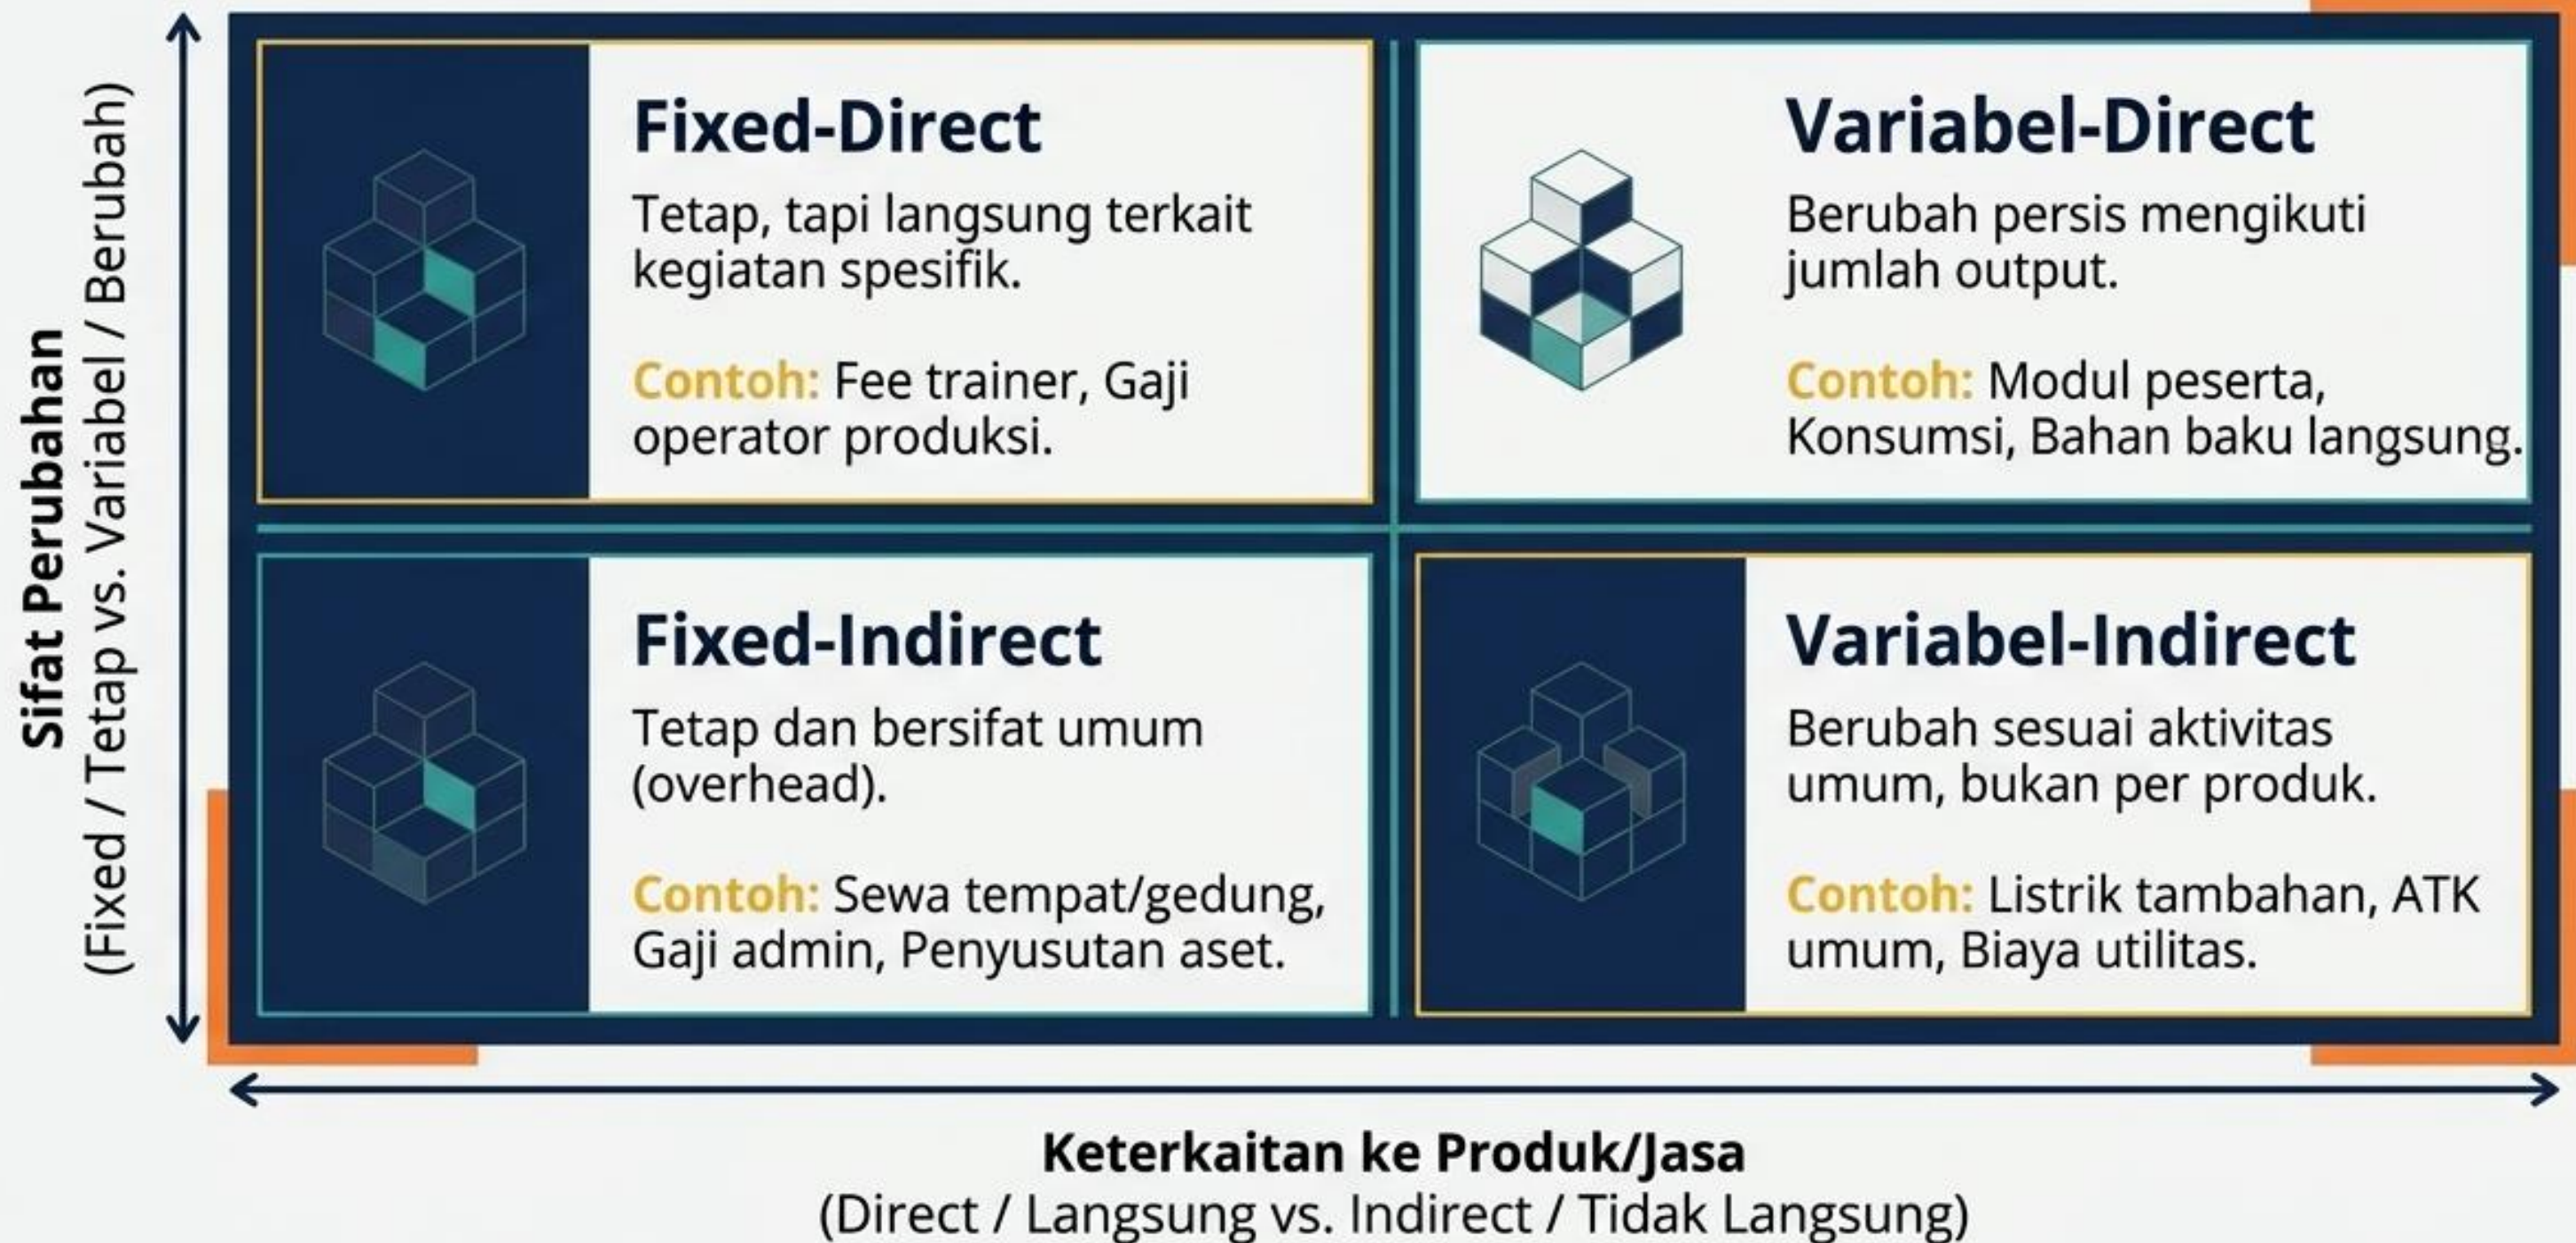 Sifat Perubahan
(Fixed / Tetap vs. Variabel / Berubah)
Fixed-Direct
Tetap, tapi langsung terkait
kegiatan spesifik.
Contoh: Fee trainer, Gaji
operator produksi.
Variabel-Direct
Berubah persis mengikuti
jumlah output.
Contoh: Modul peserta,
Konsumsi, Bahan baku langsung.
Fixed-Indirect
Tetap dan bersifat umum
(overhead).
Contoh: Sewa tempat/gedung,
Gaji admin, Penyusutan aset.
Variabel-Indirect
Berubah sesuai aktivitas
umum, bukan per produk.
Contoh: Listrik tambahan, ATK
umum, Biaya utilitas.
Keterkaitan ke Produk/Jasa
(Direct / Langsung vs. Indirect / Tidak Langsung)